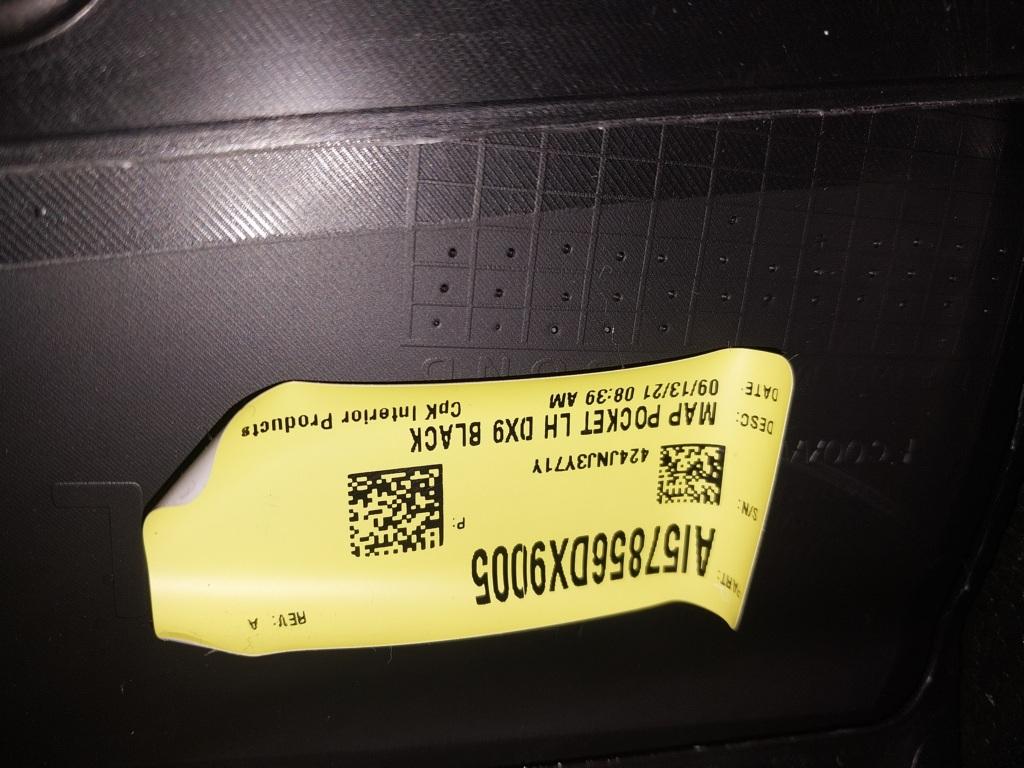 PART: AI57856DX9005
REV: A
P:
S/N: 424JNJ3Y71Y
DESC: MAP POCKET LH DX9 BLACK
DATE: 09/13/21 08:39 AM
CpK Interior Products